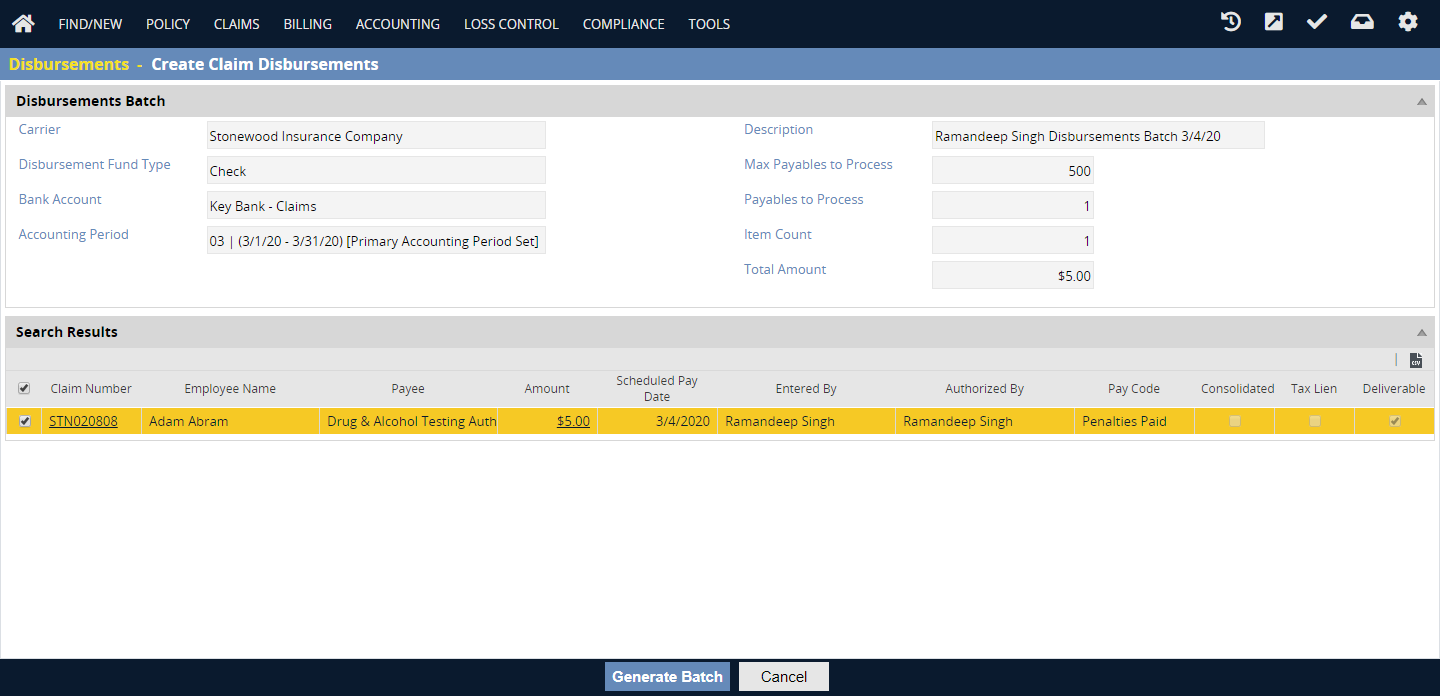 FIND/NEW POLICY CLAIMS BILLING ACCOUNTING LOSS CONTROL COMPLIANCE TOOLS
Disbursements - Create Claim Disbursements
Disbursements Batch
Carrier Stonewood Insurance Company Description Ramandeep Singh Disbursements Batch 3/4/20
Disbursement Fund Type Check Max Payables to Process 500
Bank Account Key Bank - Claims Payables to Process 1
Accounting Period 03 | (3/1/20 - 3/31/20) [Primary Accounting Period Set] Item Count 1
Total Amount $5.00
Search Results
CSV
Claim Number Employee Name Payee Amount Scheduled Pay Date Entered By Authorized By Pay Code Consolidated Tax Lien Deliverable
STN020808 Adam Abram Drug & Alcohol Testing Auth $5.00 3/4/2020 Ramandeep Singh Ramandeep Singh Penalties Paid
Generate Batch Cancel